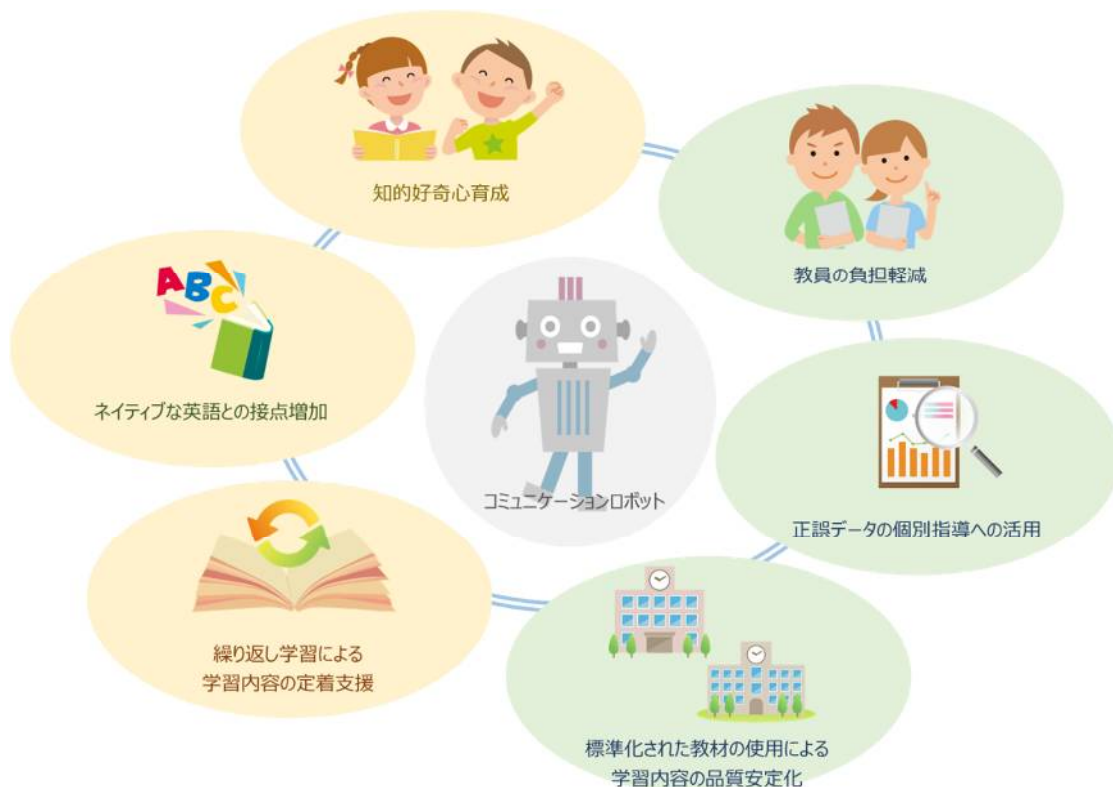 知的好奇心育成
教員の負担軽減
ABC
ネイティブな英語との接点増加
コミュニケーションロボット
正誤データの個別指導への活用
繰り返し学習による
学習内容の定着支援
標準化された教材の使用による
学習内容の品質安定化